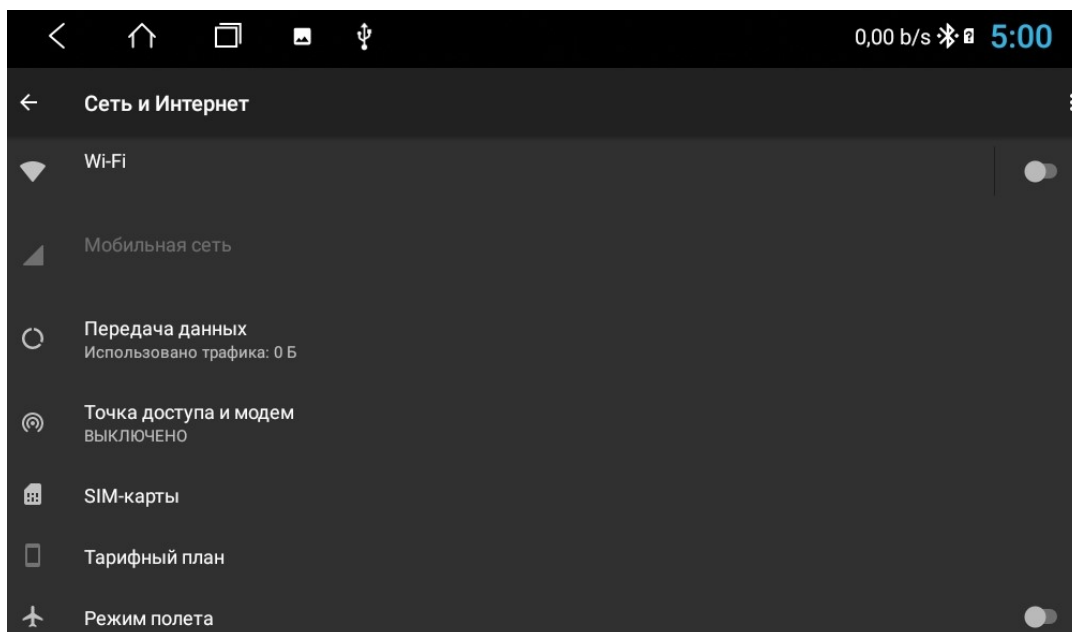 0,00 b/s 5:00
Сеть и Интернет
Wi-Fi
Мобильная сеть
Передача данных
Использовано трафика: 0 Б
Точка доступа и модем
ВЫКЛЮЧЕНО
SIM-карты
Тарифный план
Режим полета